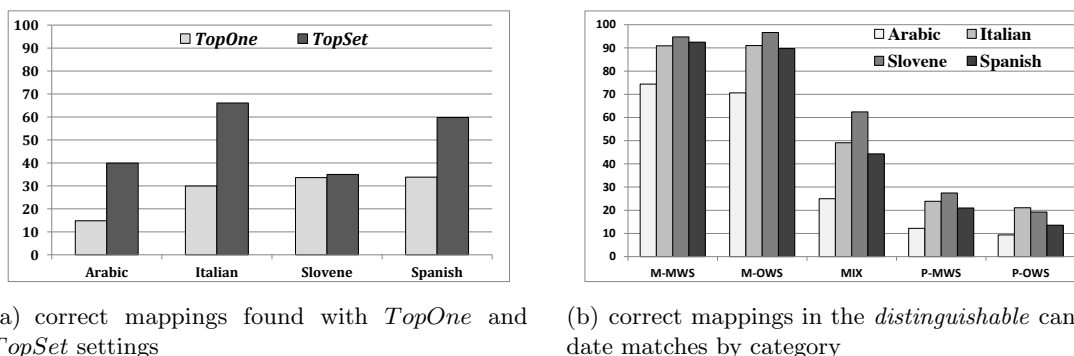 100
90
80
70
60
50
40
30
20
10
0
TopOne TopSet
Arabic Italian Slovene Spanish
a) correct mappings found with TopOne and
TopSet settings
100
90
80
70
60
50
40
30
20
10
0
Arabic Italian
Slovene Spanish
M-MWS M-OWS MIX P-MWS P-OWS
(b) correct mappings in the distinguishable can
date matches by category